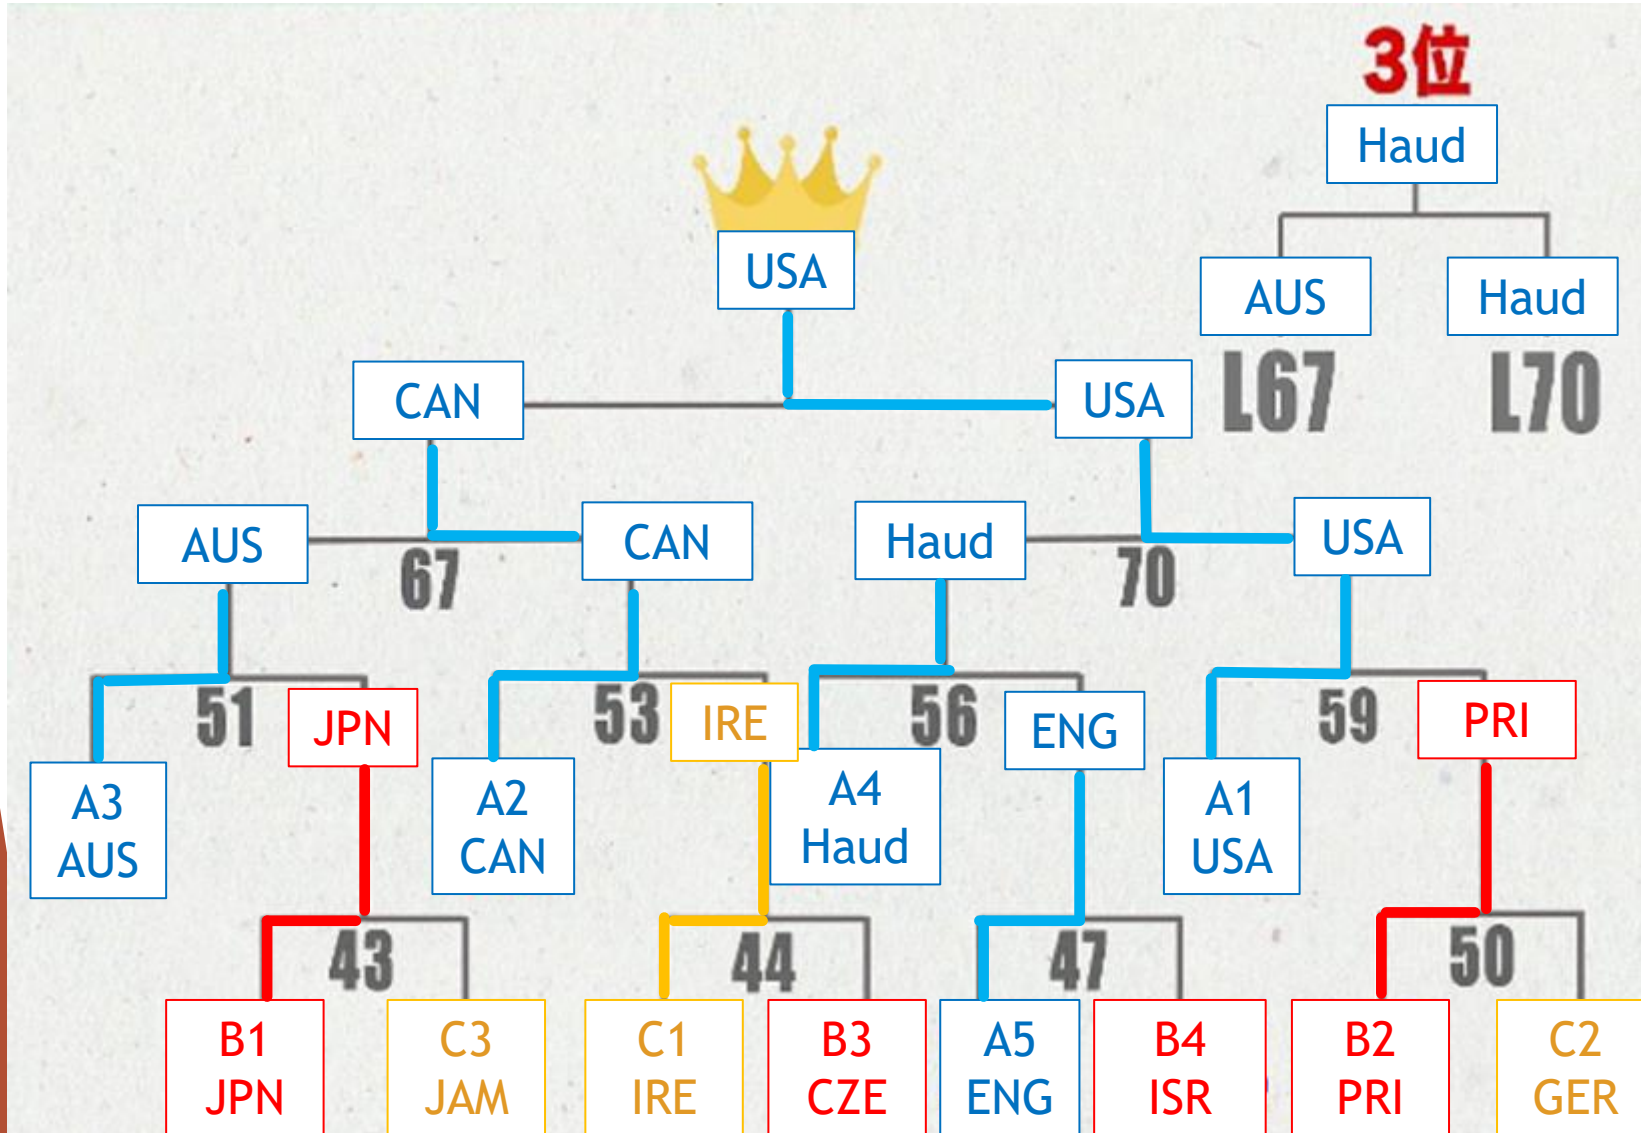 3位
Haud
USA
AUS
Haud
L67
L70
CAN
USA
AUS
CAN
Haud
USA
67
70
51
53
56
59
JPN
IRE
ENG
PRI
A3
AUS
A2
CAN
A4
Haud
A1
USA
43
44
47
50
B1
JPN
C3
JAM
C1
IRE
B3
CZE
A5
ENG
B4
ISR
B2
PRI
C2
GER